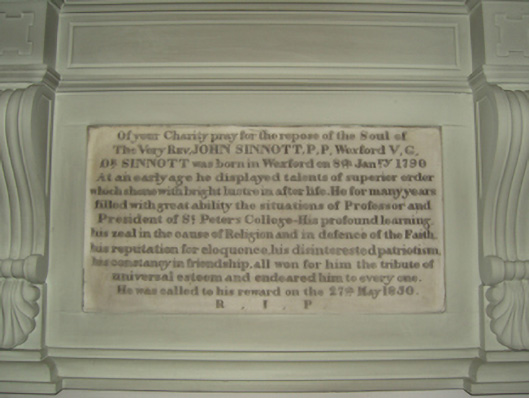 Of your Charity pray for the repose of the Soul of
The Very Rev. JOHN SINNOTT. P. P. Wexford V. G.
Dr SINNOTT was born in Wexford on 8th Janry 1790
At an early age he displayed talents of superior order
which shone with bright lustre in after life. He for many years
filled with great ability the situations of Professor and
President of St Peters College-His profound learning,
his zeal in the cause of Religion and in defence of the Faith,
his reputation for eloquence, his disinterested patriotism,
his constancy in friendship, all won for him the tribute of
universal esteem and endeared him to every one.
He was called to his reward on the 27th May 1850.
R . I . P